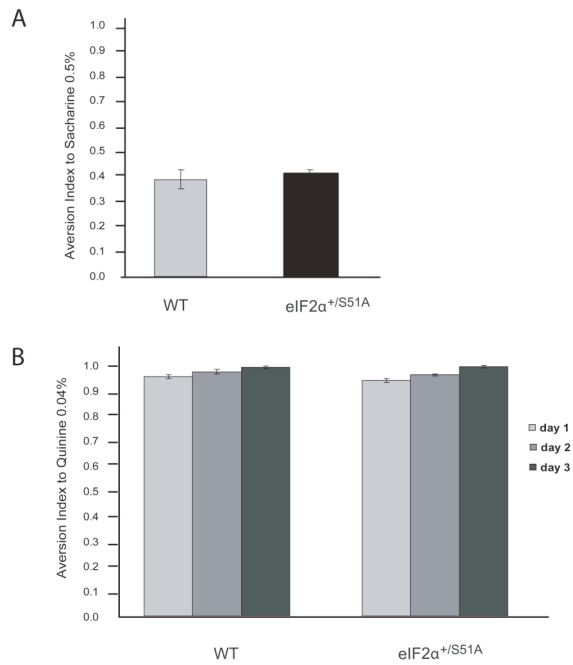 A
Aversion Index to Sacharine 0.5%
1.0
0.9
0.8
0.7
0.6
0.5
0.4
0.3
0.2
0.1
0.0
WT
eIF2α+/S51A
B
Aversion Index to Quinine 0.04%
1.0
0.9
0.8
0.7
0.6
0.5
0.4
0.3
0.2
0.1
0.0
WT
eIF2α+/S51A
day 1
day 2
day 3